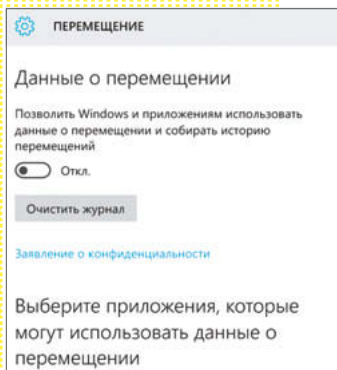 ПЕРЕМЕЩЕНИЕ
Данные о перемещении
Позволить Windows и приложениям использовать
данные о перемещении и собирать историю
перемещений
Откл.
Очистить журнал
Заявление о конфиденциальности
Выберите приложения, которые
могут использовать данные о
перемещении